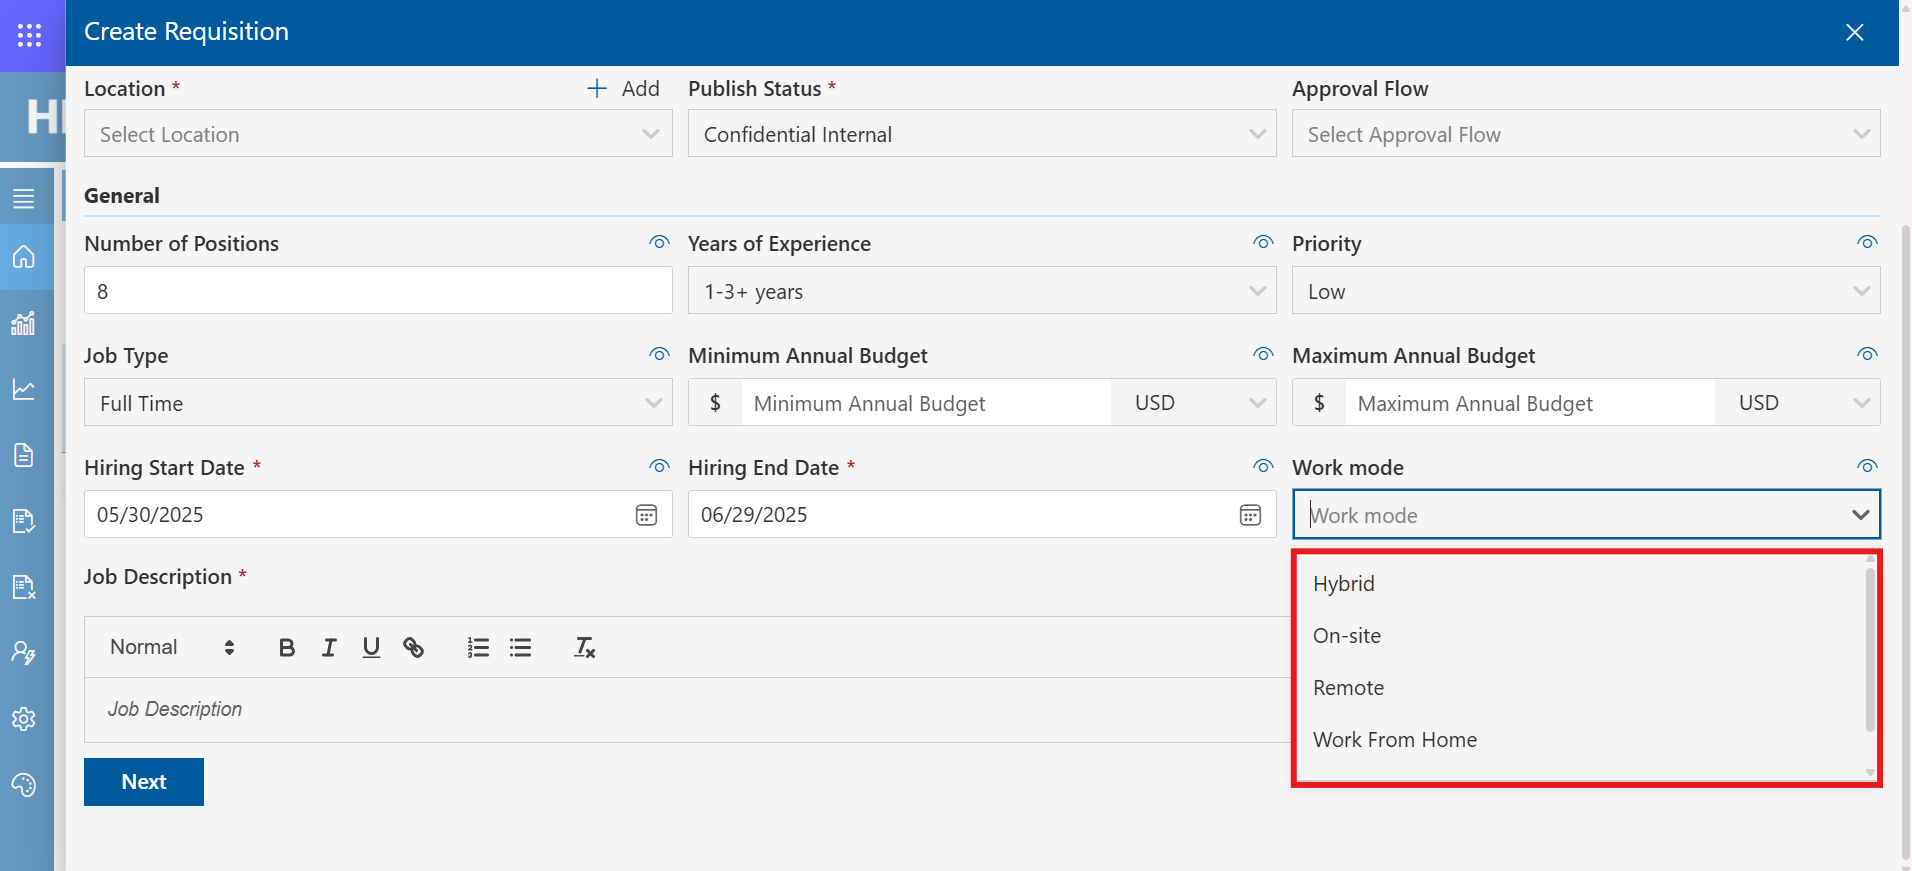 Create Requisition
Location *
Add
Publish Status *
Approval Flow
Select Location
Confidential Internal
Select Approval Flow
General
Number of Positions
Years of Experience
Priority
8
1-3+ years
Low
Job Type
Minimum Annual Budget
Maximum Annual Budget
Full Time
$ Minimum Annual Budget USD
$ Maximum Annual Budget USD
Hiring Start Date *
Hiring End Date *
Work mode
05/30/2025
06/29/2025
Work mode
Job Description *
Hybrid
On-site
Remote
Work From Home
Normal
Job Description
Next